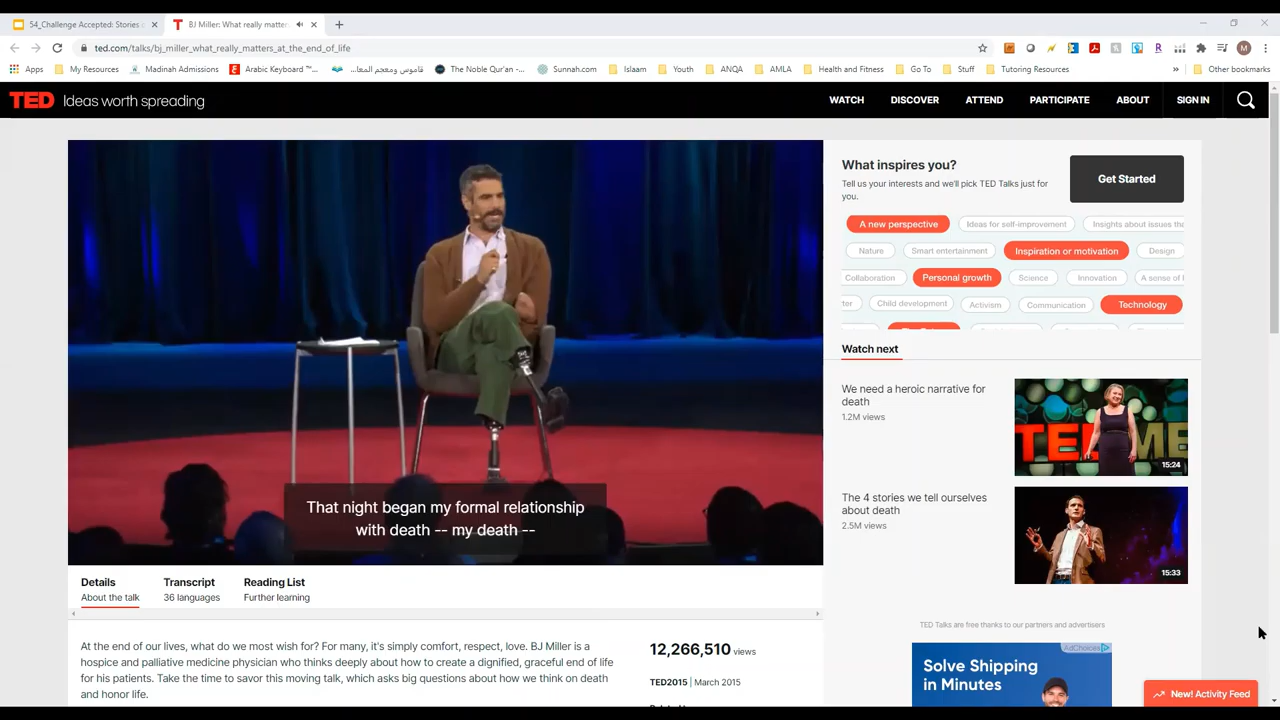 54_Challenge Accepted: Stories o
BJ Miller: What really matter
ted.com/talks/bj_miller_what_really_matters_at_the_end_of_life
M
Apps
My Resources
Madinah Admissions
Arabic Keyboard ™...
قاموس ومعجم المعا...
The Noble Qur'an -...
Sunnah.com
Islaam
Youth
ANQA
AMLA
Health and Fitness
Go To
Stuff
Tutoring Resources
»
Other bookmarks
TED Ideas worth spreading
WATCH
DISCOVER
ATTEND
PARTICIPATE
ABOUT
SIGN IN
That night began my formal relationship
with death -- my death --
What inspires you?
Tell us your interests and we'll pick TED Talks just for
you.
Get Started
A new perspective
Ideas for self-improvement
Insights about issues tha
Nature
Smart entertainment
Inspiration or motivation
Design
Collaboration
Personal growth
Science
Innovation
A sense of
Child development
Activism
Communication
Technology
Watch next
We need a heroic narrative for
death
1.2M views
15:24
The 4 stories we tell ourselves
about death
2.5M views
15:33
Details
About the talk
Transcript
36 languages
Reading List
Further learning
At the end of our lives, what do we most wish for? For many, it's simply comfort, respect, love. BJ Miller is a
hospice and palliative medicine physician who thinks deeply about how to create a dignified, graceful end of life
for his patients. Take the time to savor this moving talk, which asks big questions about how we think on death
and honor life.
12,266,510 views
TED2015 | March 2015
TED Talks are free thanks to our partners and advertisers
AdChoices
Solve Shipping
in Minutes
New! Activity Feed